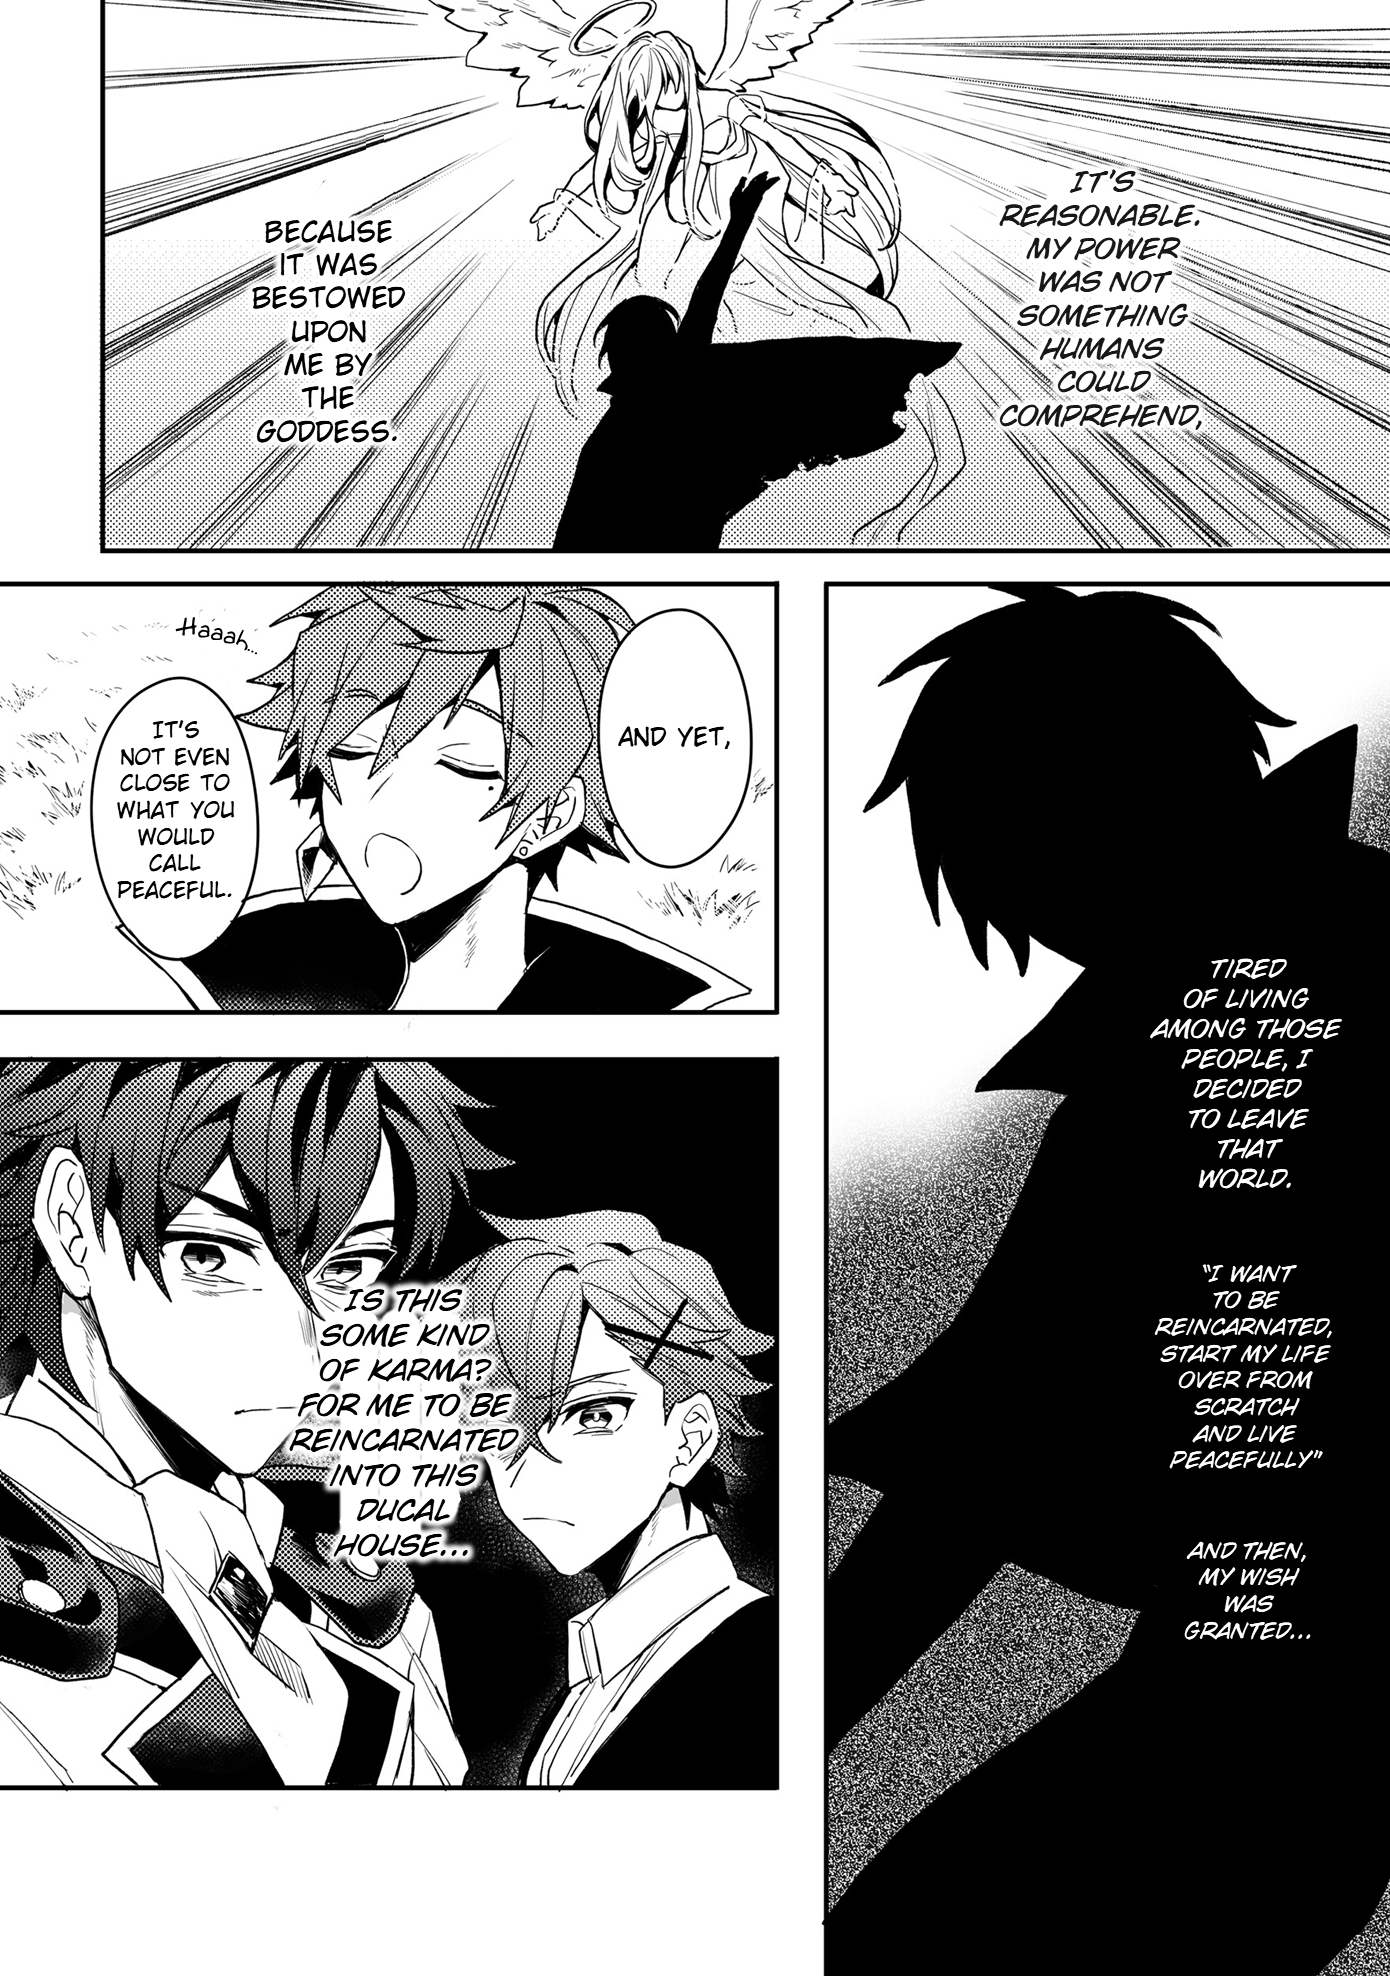 IT'S
REASONABLE.
MY POWER
WAS NOT
SOMETHING
HUMANS
COULD
COMPREHEND,
BECAUSE
IT WAS
BESTOWED
UPON
ME BY
THE
GODDESS.
TIRED
OF LIVING
AMONG THOSE
PEOPLE, I
DECIDED
TO LEAVE
THAT
WORLD.
"I WANT
TO BE
REINCARNATED,
START MY LIFE
OVER FROM
SCRATCH
AND LIVE
PEACEFULLY"
AND THEN,
MY WISH
WAS
GRANTED...
AND YET,
Haaah...
IT'S
NOT EVEN
CLOSE TO
WHAT YOU
WOULD
CALL
PEACEFUL.
IS THIS
SOME KIND
OF KARMA?
FOR ME TO BE
REINCARNATED
INTO THIS
DUCAL
HOUSE...